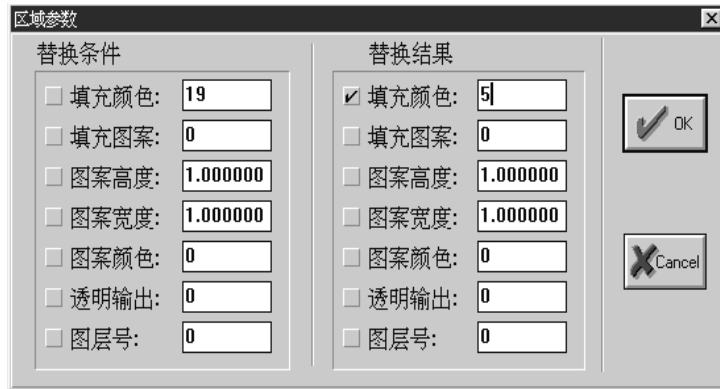 区域参数
替换条件
填充颜色: 19
填充图案: 0
图案高度: 1.000000
图案宽度: 1.000000
图案颜色: 0
透明输出: 0
图层号: 0
替换结果
填充颜色: 5
填充图案: 0
图案高度: 1.000000
图案宽度: 1.000000
图案颜色: 0
透明输出: 0
图层号: 0
OK
Cancel